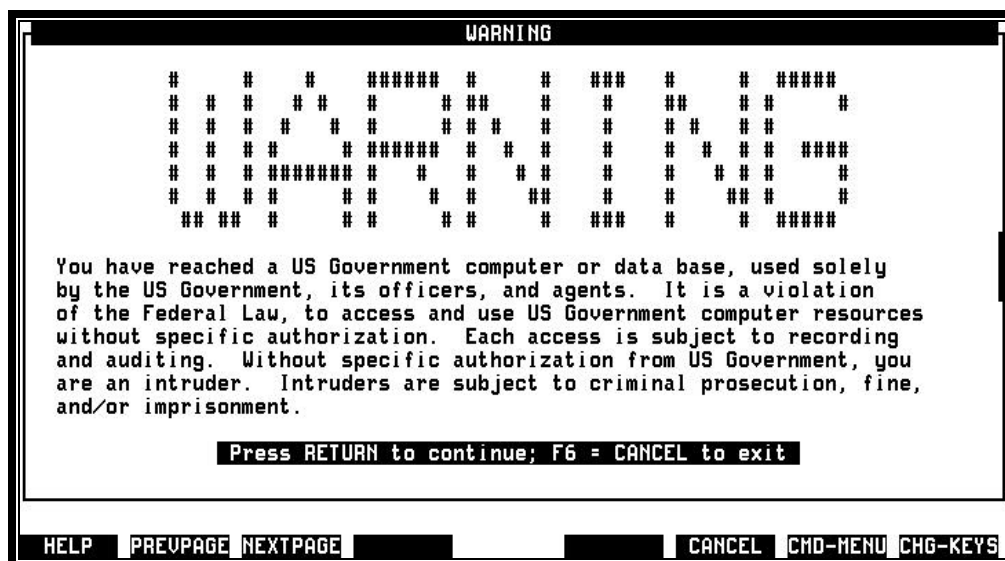 WARNING
WARNING
You have reached a US Government computer or data base, used solely
by the US Government, its officers, and agents.  It is a violation
of the Federal Law, to access and use US Government computer resources
without specific authorization.  Each access is subject to recording
and auditing.  Without specific authorization from US Government, you
are an intruder.  Intruders are subject to criminal prosecution, fine,
and/or imprisonment.
Press RETURN to continue; F6 = CANCEL to exit
HELP PREVPAGE NEXTPAGE CANCEL CMD-MENU CHG-KEYS